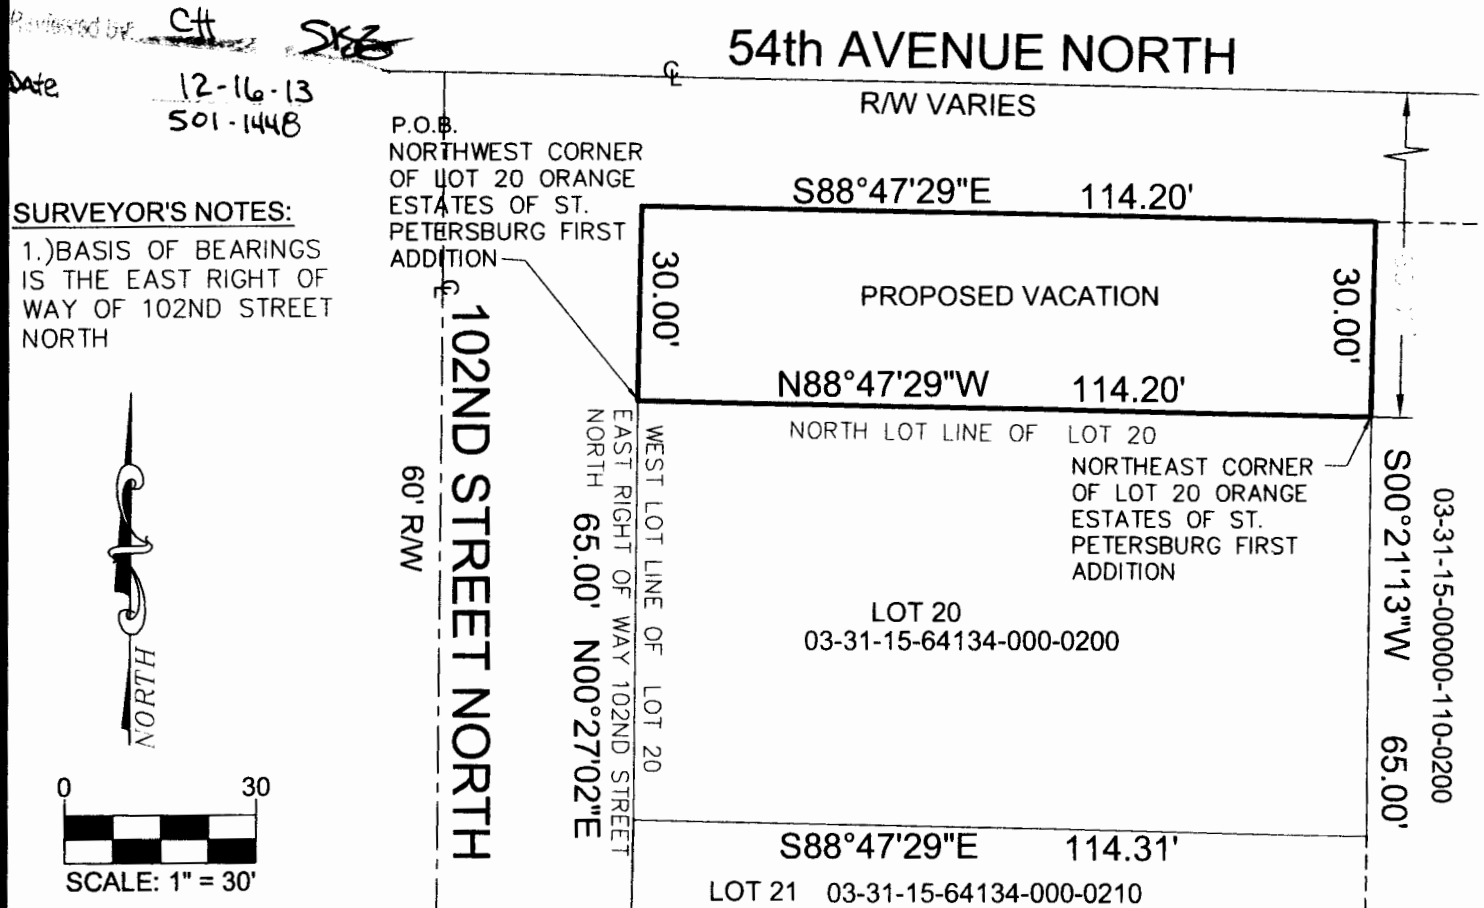 Reviewed by: CH
Date 12-16-13
501-1448
54th AVENUE NORTH
R/W VARIES
P.O.B.
NORTHWEST CORNER
OF LOT 20 ORANGE
ESTATES OF ST.
PETERSBURG FIRST
ADDITION
SURVEYOR'S NOTES:
1.)BASIS OF BEARINGS
IS THE EAST RIGHT OF
WAY OF 102ND STREET
NORTH
S88°47'29"E 114.20'
30.00'
PROPOSED VACATION
30.00'
N88°47'29"W 114.20'
NORTH LOT LINE OF LOT 20
NORTHEAST CORNER
OF LOT 20 ORANGE
ESTATES OF ST.
PETERSBURG FIRST
ADDITION
102ND STREET NORTH
60' R/W
WEST LOT LINE OF LOT 20
EAST RIGHT OF WAY 102ND STREET
NORTH 65.00' N00°27'02"E
S00°21'13"W 65.00'
03-31-15-00000-110-0200
LOT 20
03-31-15-64134-000-0200
NORTH
0 30
SCALE: 1" = 30'
S88°47'29"E 114.31'
LOT 21 03-31-15-64134-000-0210